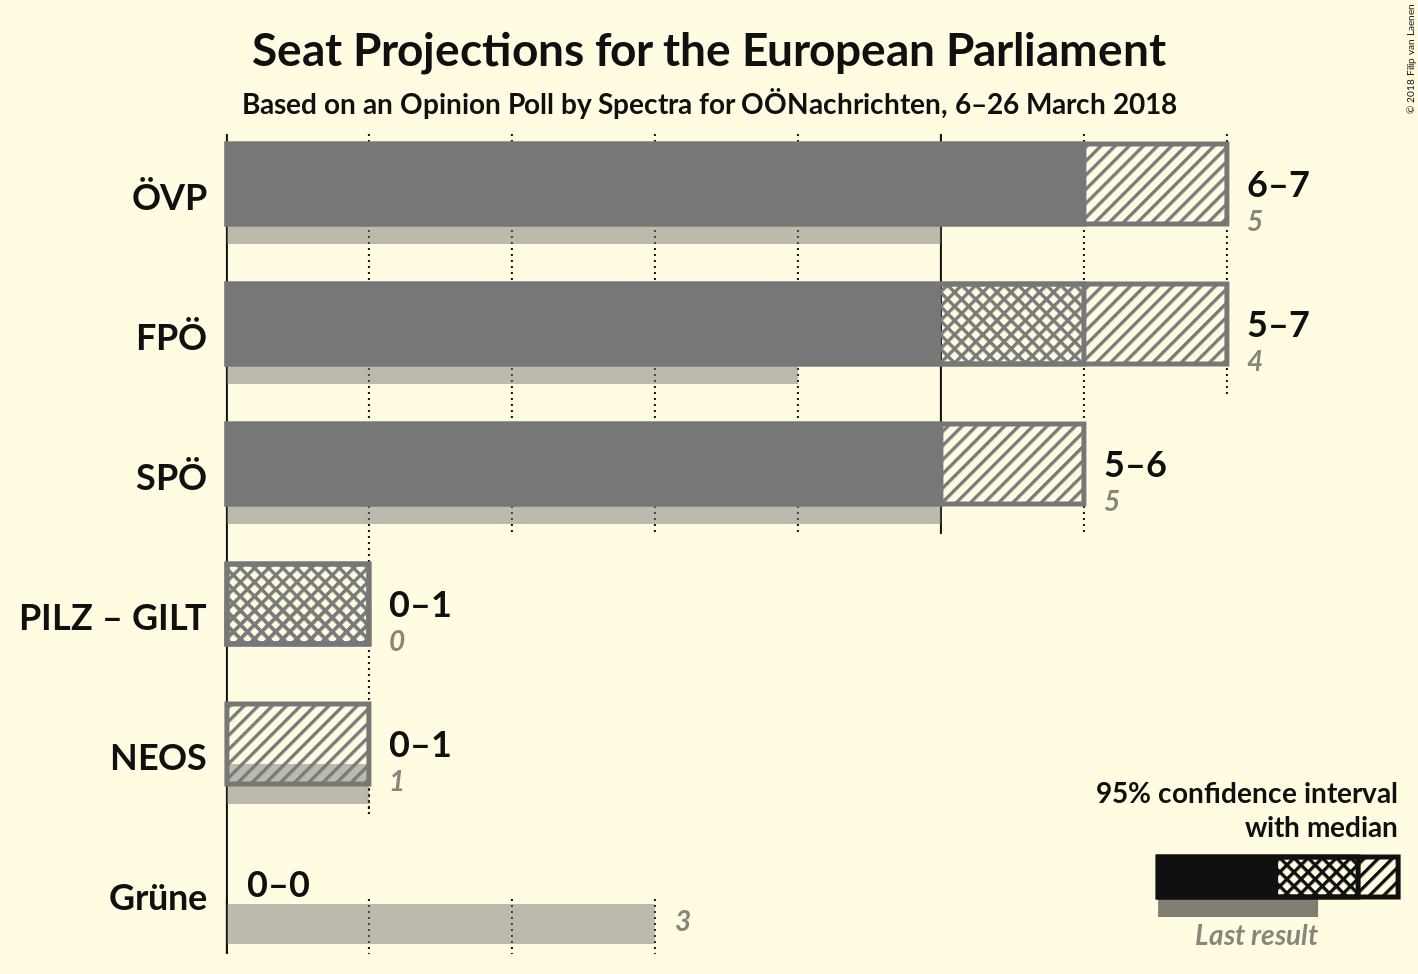 Seat Projections for the European Parliament
Based on an Opinion Poll by Spectra for OÖNachrichten, 6–26 March 2018
© 2018 Filip van Laenen
ÖVP
6–7
5
FPÖ
5–7
4
SPÖ
5–6
5
PILZ – GILT
0–1
0
NEOS
0–1
1
Grüne
0–0
3
95% confidence interval
with median
Last result